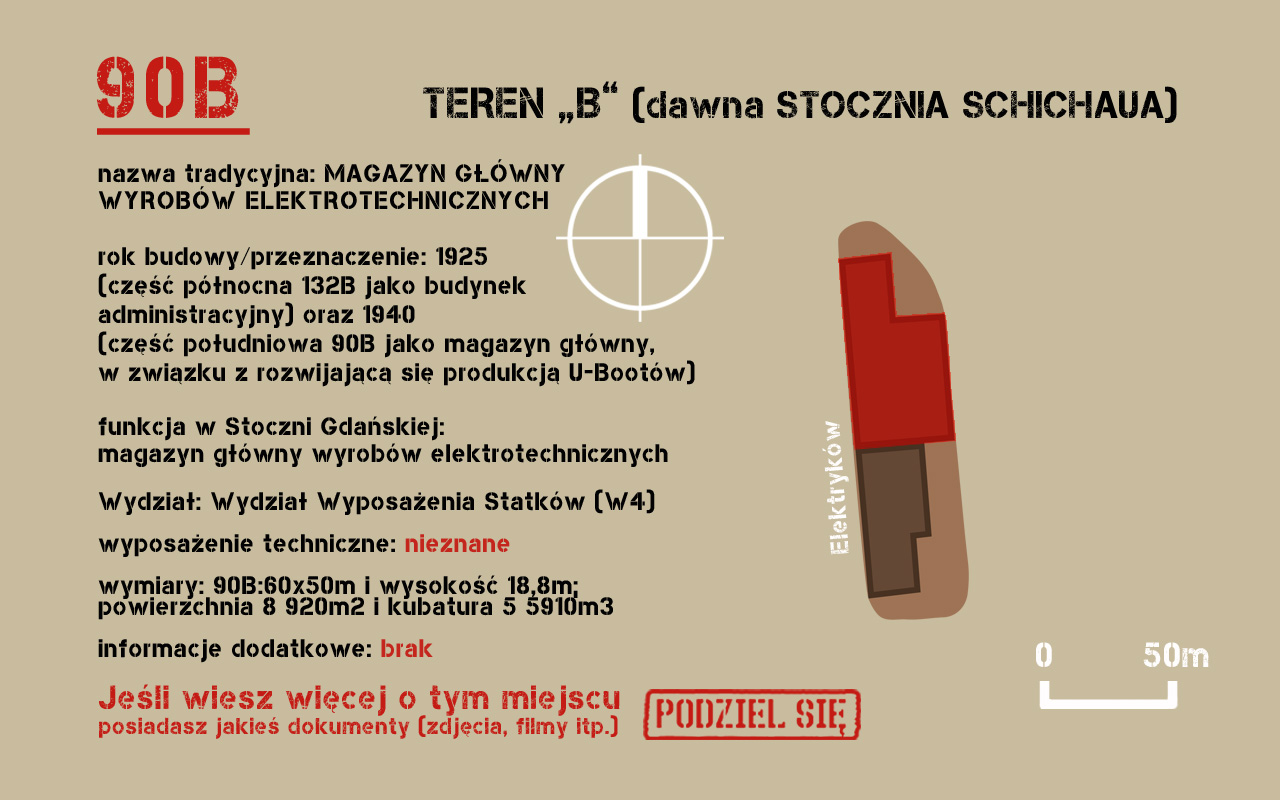 90B
TEREN „B“ (dawna STOCZNIA SCHICHAUA)
nazwa tradycyjna: MAGAZYN GŁÓWNY
WYROBÓW ELEKTROTECHNICZNYCH
rok budowy/przeznaczenie: 1925
(część północna 132B jako budynek
administracyjny) oraz 1940
(część południowa 90B jako magazyn główny,
w związku z rozwijającą się produkcją U-Bootów)
funkcja w Stoczni Gdańskiej:
magazyn główny wyrobów elektrotechnicznych
Wydział: Wydział Wyposażenia Statków (W4)
wyposażenie techniczne: nieznane
wymiary: 90B:60x50m i wysokość 18,8m;
powierzchnia 8 920m2 i kubatura 5 5910m3
informacje dodatkowe: brak
Jeśli wiesz więcej o tym miejscu
posiadasz jakieś dokumenty (zdjęcia, filmy itp.)
PODZIEL SIĘ
Elektryków
0 50m